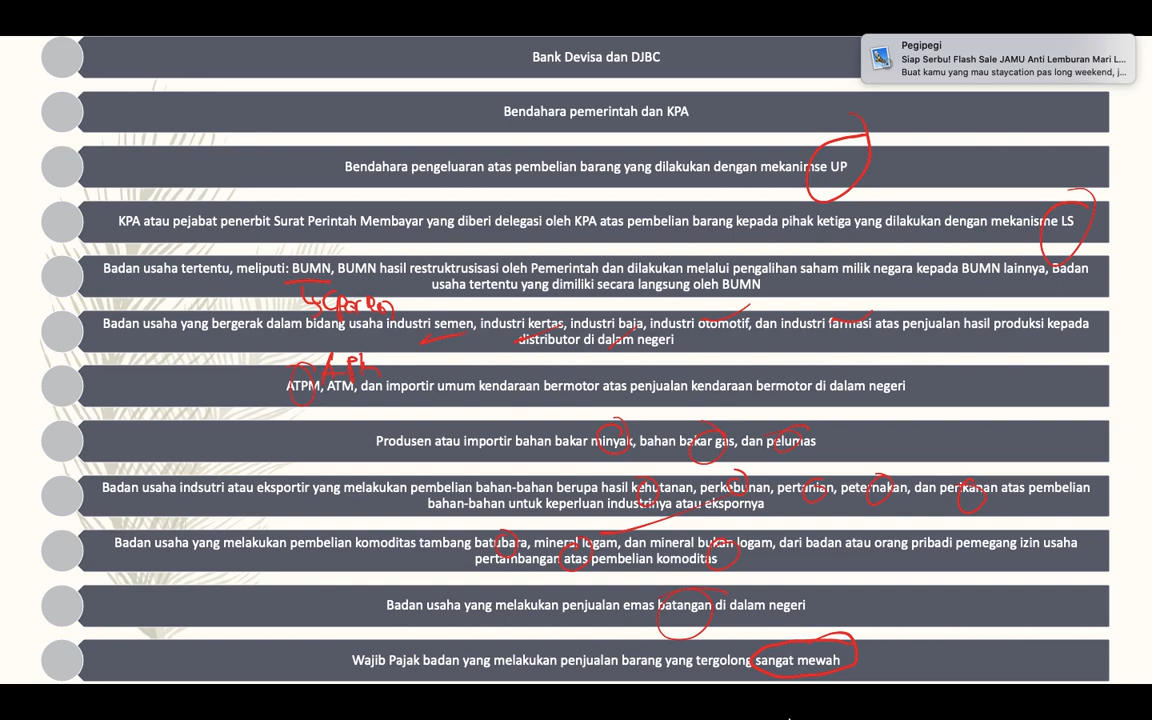 Bank Devisa dan DJBC
Pegipegi
Siap Serbu! Flash Sale JAMU Anti Lemburan Mari L...
Buat kamu yang mau staycation pas long weekend, j...
Bendahara pemerintah dan KPA
Bendahara pengeluaran atas pembelian barang yang dilakukan dengan mekanimse UP
KPA atau pejabat penerbit Surat Perintah Membayar yang diberi delegasi oleh KPA atas pembelian barang kepada pihak ketiga yang dilakukan dengan mekanisme LS
Badan usaha tertentu, meliputi: BUMN, BUMN hasil restruktrusisasi oleh Pemerintah dan dilakukan melalui pengalihan saham milik negara kepada BUMN lainnya, Badan
usaha tertentu yang dimiliki secara langsung oleh BUMN
Badan usaha yang bergerak dalam bidang usaha industri semen, industri kertas, industri baja, industri otomotif, dan industri farmasi atas penjualan hasil produksi kepada
distributor di dalam negeri
ATPM, ATM, dan importir umum kendaraan bermotor atas penjualan kendaraan bermotor di dalam negeri
Produsen atau importir bahan bakar minyak, bahan bakar gas, dan pelumas
Badan usaha indsutri atau eksportir yang melakukan pembelian bahan-bahan berupa hasil kehutanan, perkebunan, pertanian, peternakan, dan perikanan atas pembelian
bahan-bahan untuk keperluan industrinya atau ekspornya
Badan usaha yang melakukan pembelian komoditas tambang batubara, mineral logam, dan mineral bukan logam, dari badan atau orang pribadi pemegang izin usaha
pertambangan atas pembelian komoditas
Badan usaha yang melakukan penjualan emas batangan di dalam negeri
Wajib Pajak badan yang melakukan penjualan barang yang tergolong sangat mewah